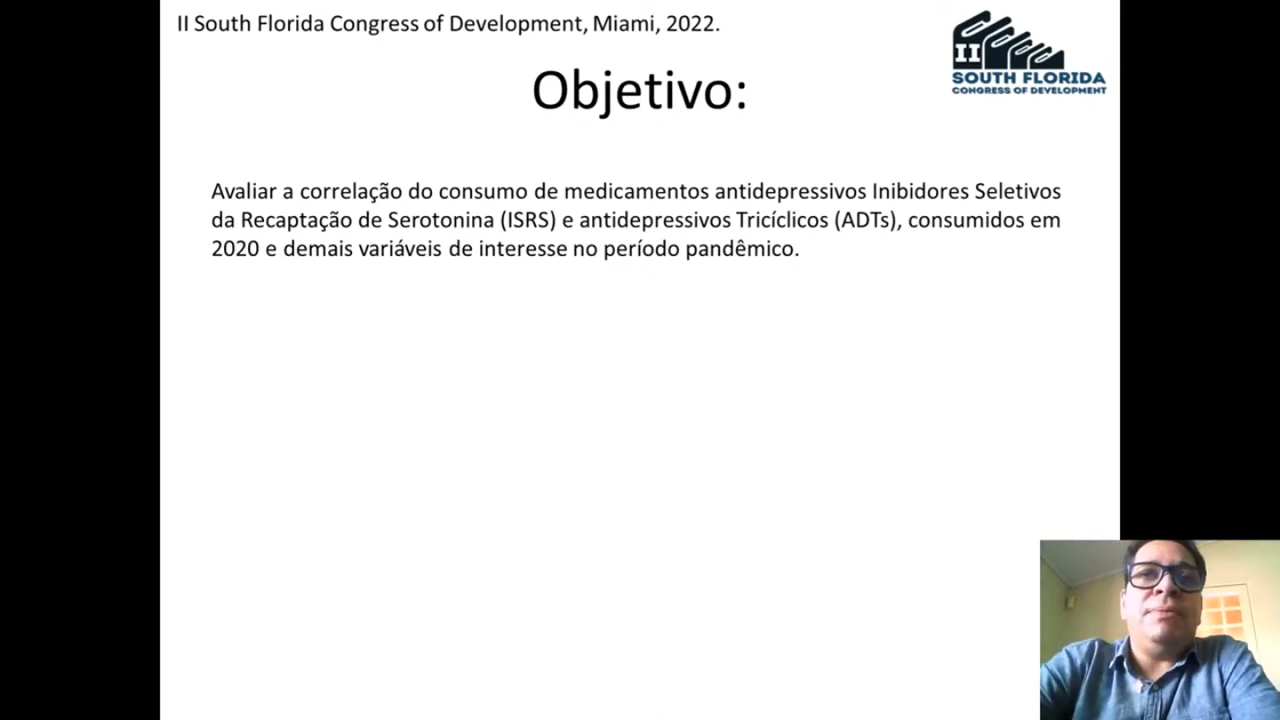 II South Florida Congress of Development, Miami, 2022.
II
SOUTH FLORIDA
CONGRESS OF DEVELOPMENT
Objetivo:
Avaliar a correlação do consumo de medicamentos antidepressivos Inibidores Seletivos
da Recaptação de Serotonina (ISRS) e antidepressivos Tricíclicos (ADTs), consumidos em
2020 e demais variáveis de interesse no período pandêmico.